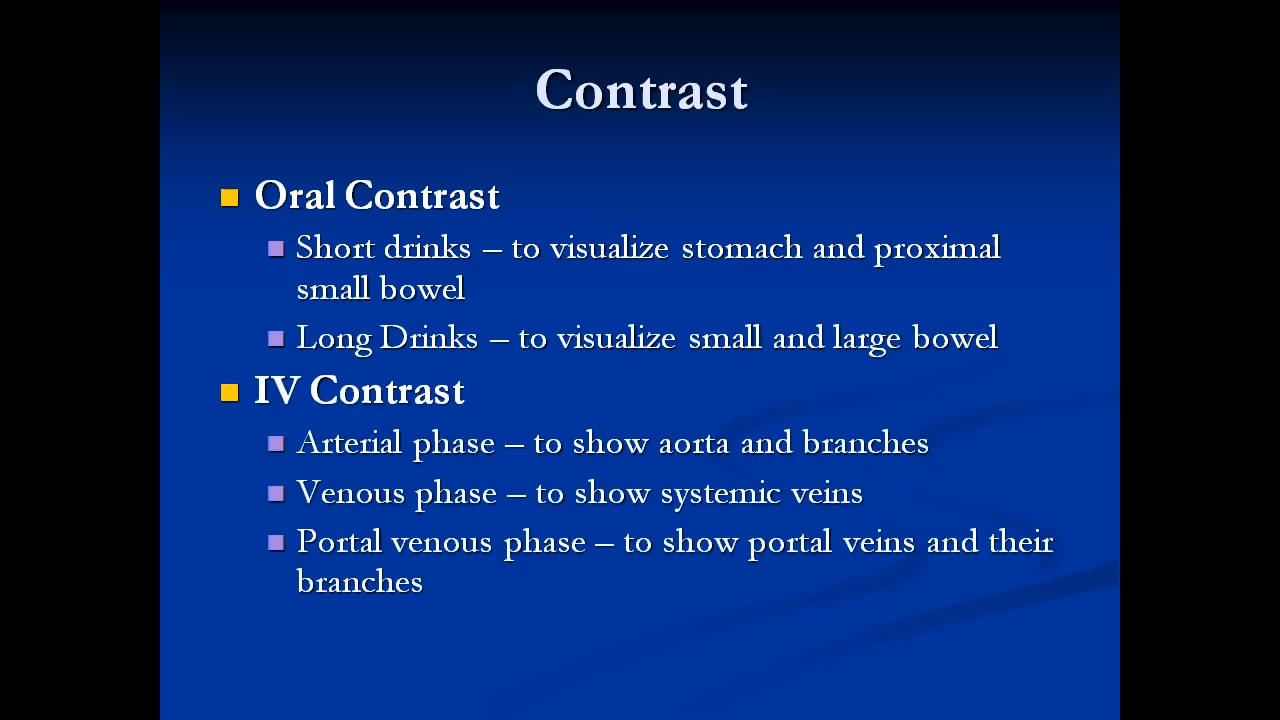 Contrast
Oral Contrast
Short drinks – to visualize stomach and proximal
small bowel
Long Drinks – to visualize small and large bowel
IV Contrast
Arterial phase – to show aorta and branches
Venous phase – to show systemic veins
Portal venous phase – to show portal veins and their
branches